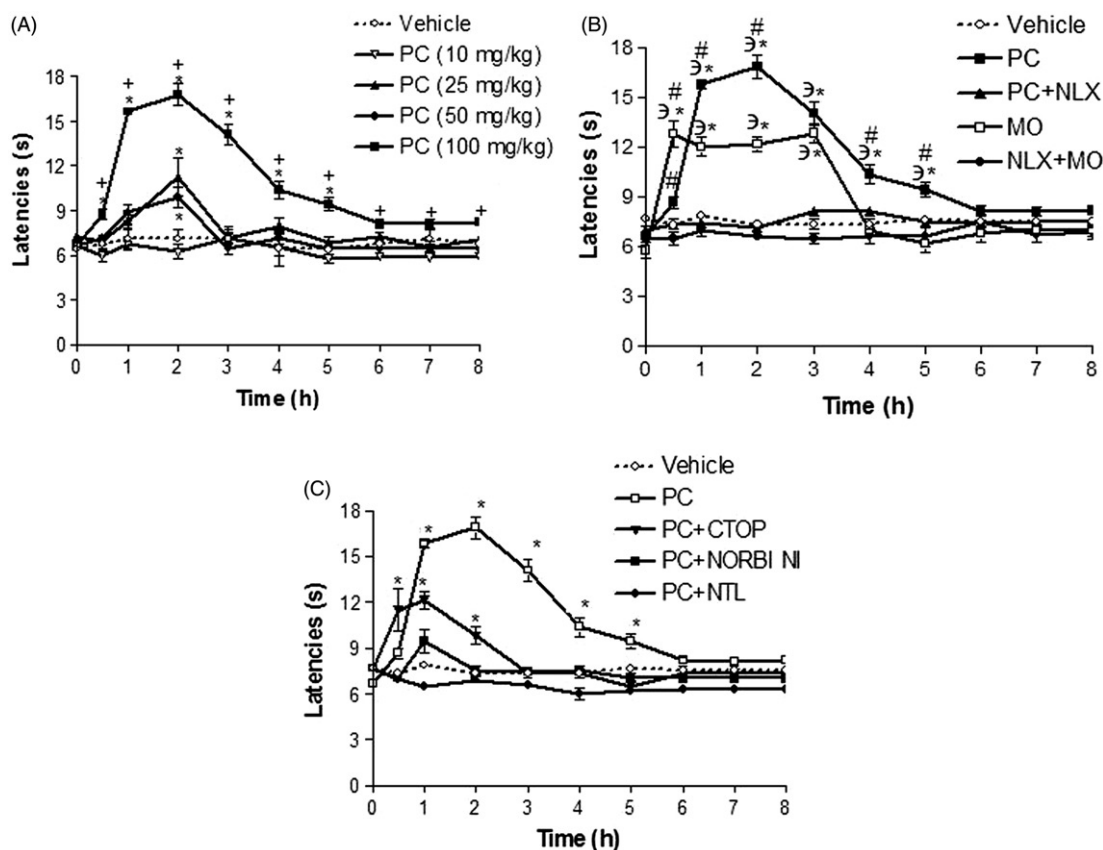 (A)
Vehicle
PC (10 mg/kg)
PC (25 mg/kg)
PC (50 mg/kg)
PC (100 mg/kg)
18
15
12
9
6
3
0
Latencies (s)
+ + + + + + + +
* * * * * * *
0 1 2 3 4 5 6 7 8
Time (h)
(B)
Vehicle
PC
PC+NLX
MO
NLX+MO
18
15
12
9
6
3
0
Latencies (s)
# # # # # #
϶* ϶* ϶* ϶* ϶* ϶* ϶* ϶* ϶*
0 1 2 3 4 5 6 7 8
Time (h)
(C)
Vehicle
PC
PC+CTOP
PC+NORBI NI
PC+NTL
18
15
12
9
6
3
0
Latencies (s)
* * * * * * * *
0 1 2 3 4 5 6 7 8
Time (h)